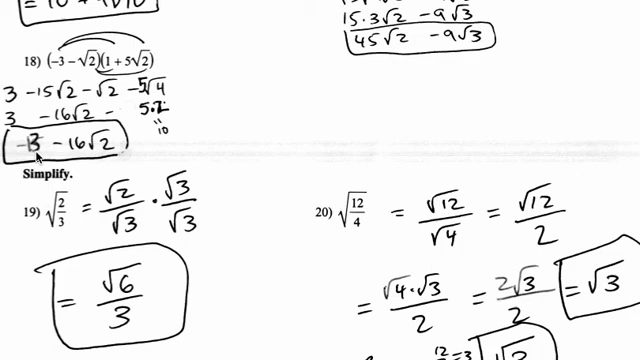 = 10 + 9√10
15·3√2 - 9√3
45√2 - 9√3
18) (-3 - √2)(1 + 5√2)
3 - 15√2 - √2 - 5√4
3 - 16√2 - 5·2
" 10
-13 - 16√2
Simplify.
19) √(2/3) = √2/√3 · √3/√3
= √6/3
20) √(12/4) = √12/√4 = √12/2
= √4·√3/2 = 2√3/2 = √3
12/ =3 √3